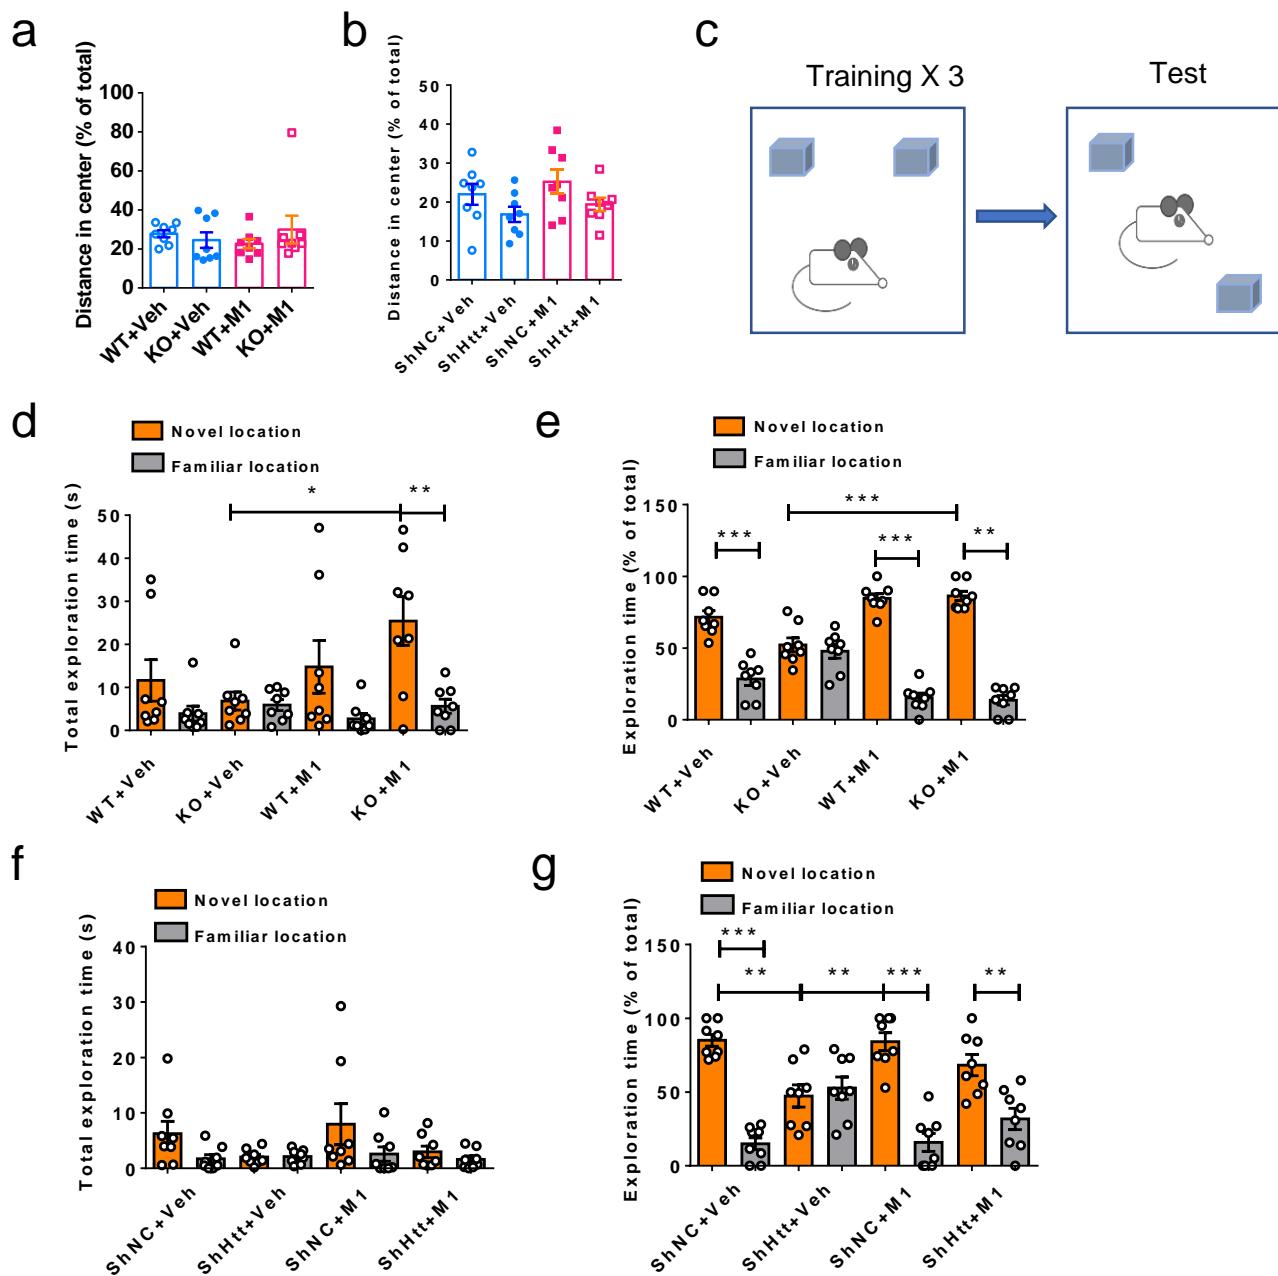 a
Distance in center (% of total)
100
80
60
40
20
0
WT+Veh
KO+Veh
WT+M1
KO+M1
b
Distance in center (% of total)
50
40
30
20
10
0
ShNC+Veh
ShHtt+Veh
ShNC+M1
ShHtt+M1
c
Training X 3
Test
d
Novel location
Familiar location
Total exploration time (s)
50
40
30
20
10
0
*
**
WT+Veh
KO+Veh
WT+M1
KO+M1
e
Novel location
Familiar location
Exploration time (% of total)
150
100
50
0
***
***
***
**
WT+Veh
KO+Veh
WT+M1
KO+M1
f
Novel location
Familiar location
Total exploration time (s)
40
30
20
10
0
ShNC+Veh
ShHtt+Veh
ShNC+M1
ShHtt+M1
g
Novel location
Familiar location
Exploration time (% of total)
150
100
50
0
***
**
**
***
**
ShNC+Veh
ShHtt+Veh
ShNC+M1
ShHtt+M1